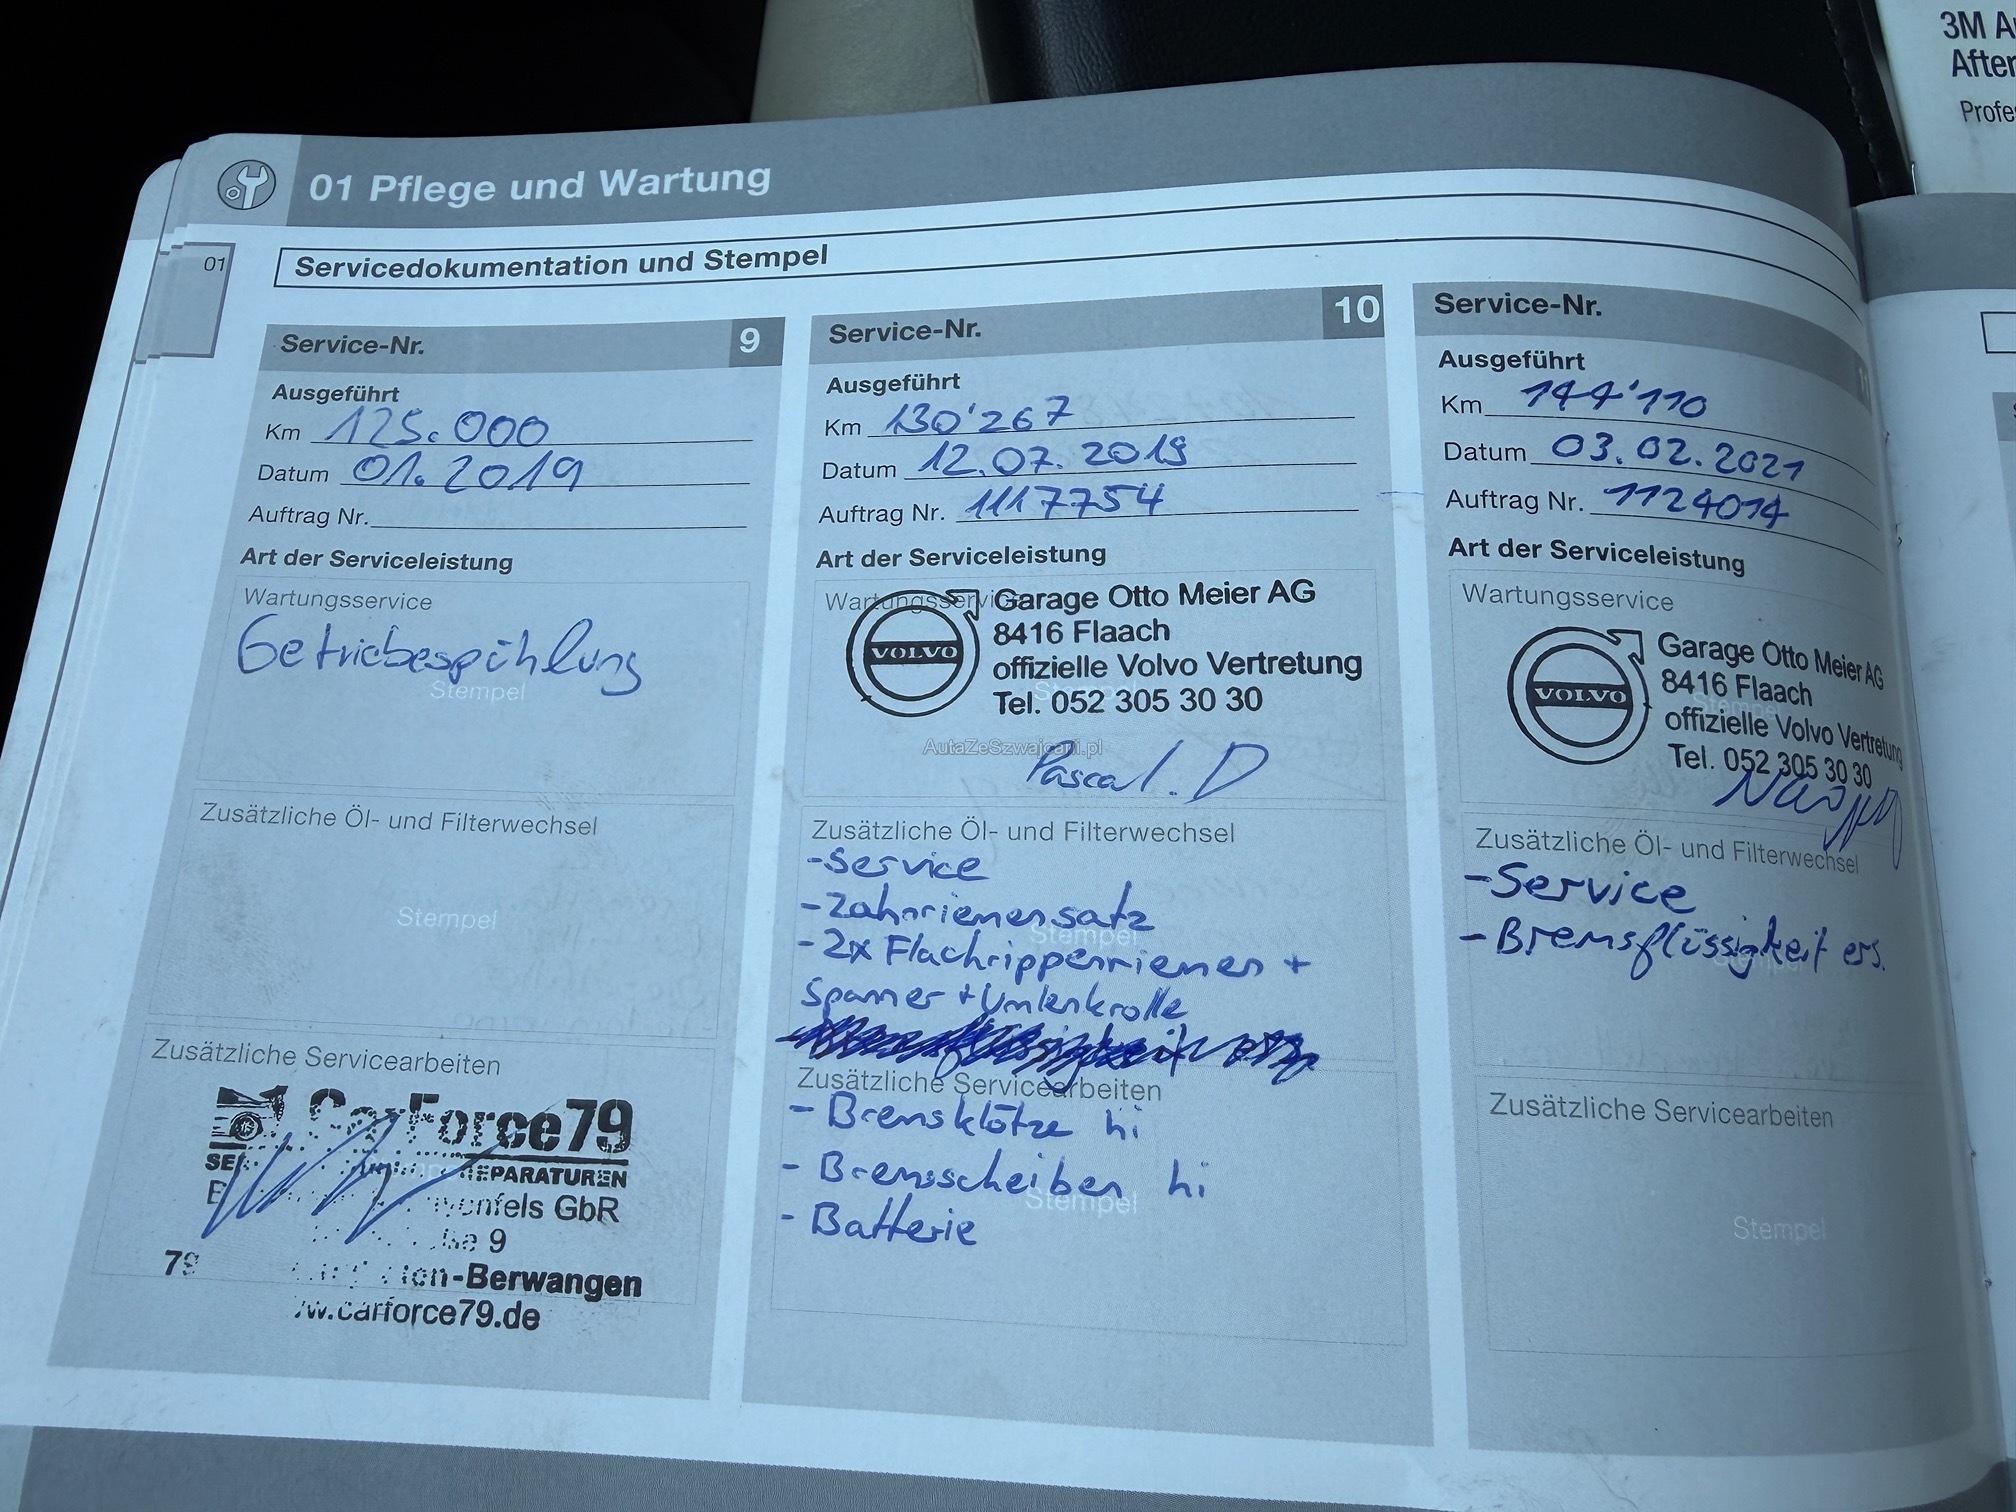 3M A
After
Profe
01 Pflege und Wartung
01
Servicedokumentation und Stempel
Service-Nr. 9
Ausgeführt
Km 125.000
Datum 01.2019
Auftrag Nr.
Art der Serviceleistung
Wartungsservice
Getriebespühlung
Stempel
Zusätzliche Öl- und Filterwechsel
Stempel
Zusätzliche Servicearbeiten
CarForce79
REPARATUREN
GbR
9
-Berwangen
carforce79.de
Service-Nr. 10
Ausgeführt
Km 130'267
Datum 12.07.2019
Auftrag Nr. 1117754
Art der Serviceleistung
Wartungsservice
Garage Otto Meier AG
8416 Flaach
VOLVO offizielle Volvo Vertretung
Tel. 052 305 30 30
AutaZeSzwajcarii.pl
Pascal. D
Zusätzliche Öl- und Filterwechsel
-Service
-Zahnriemensatz
Stempel
-2x Flachrippenriemen +
Spanner + Umlenkrolle
Zusätzliche Servicearbeiten
- Bremsklötze hi
- Bremsscheiben hi
Stempel
- Batterie
Service-Nr. 11
Ausgeführt
Km 144'110
Datum 03.02.2021
Auftrag Nr. 1124014
Art der Serviceleistung
Wartungsservice
Garage Otto Meier AG
8416 Flaach
VOLVO offizielle Volvo Vertretung
Tel. 052 305 30 30
Zusätzliche Öl- und Filterwechsel
-Service
-Bremsflüssigkeit ers.
Stempel
Zusätzliche Servicearbeiten
Stempel